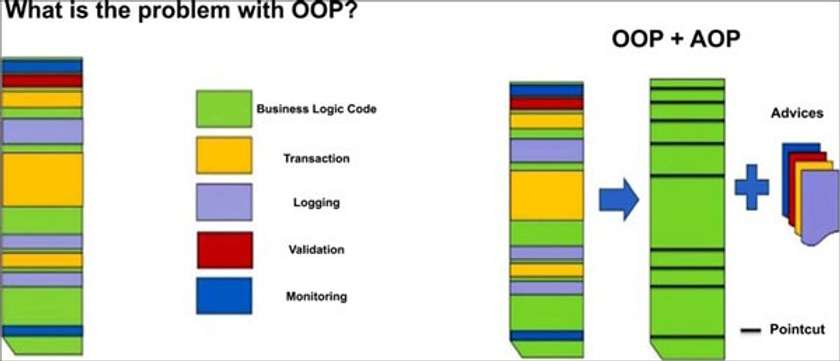 What is the problem with OOP?
Business Logic Code
Transaction
Logging
Validation
Monitoring
OOP + AOP
Advices
Pointcut